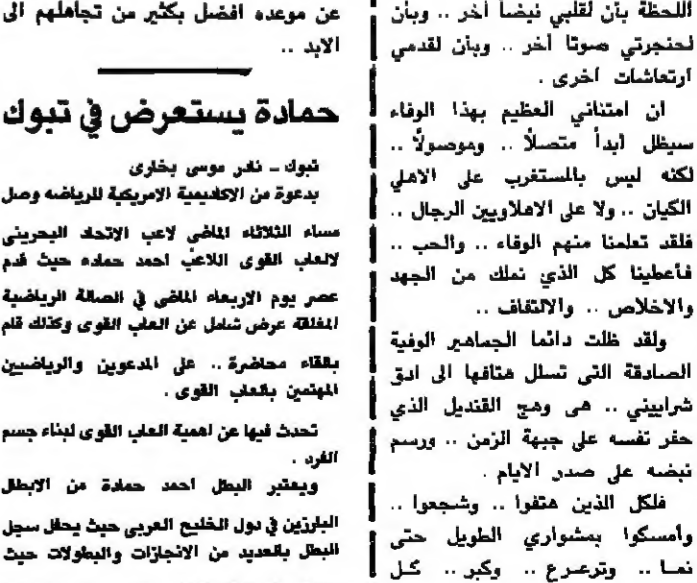 اللحظة بأن لقلبي نبضا آخر .. وبأن
لحنجرتي صوتا آخر .. وبأن لقدمي
ارتعاشات أخرى .
ان امتناني العظيم بهذا الوفاء
سيظل أبدأ متصلاً .. وموصولاً ..
لكنه ليس بالمستغرب على الاهلي
الكيان .. ولا على الاهلاويين الرجال ..
فلقد تعلمنا منهم الوفاء .. والحب ..
فأعطينا كل الذي نملك من الجهد
والاخلاص .. والالتفاف ..
ولقد ظلت دائما الجماهير الوفية
الصادقة التي تسلل هتافها الى ادق
شراييني .. هى وهج القنديل الذي
حفر نفسه على جبهة الزمن .. ورسم
نبضه على صدر الايام .
فلكل الذين هتفوا .. وشجعوا ..
وأمسكوا بمشواري الطويل حتى
نما .. وترعرع .. وكبر .. كل
عن موعده افضل بكثير من تجاهلهم الى
الابد ..
حمادة يستعرض في تبوك
تبوك - نادر موسى بخارى
بدعوة من الاكاديمية الامريكية للرياضه وصل
مساء الثلاثاء الماضي لاعب الاتحاد البحريني
لالعاب القوى اللاعب احمد حماده حيث قدم
عصر يوم الاربعاء الماضي في الصالة الرياضية
المغلقة عرض شامل عن العاب القوى وكذلك قام
بالقاء محاضرة .. على المدعوين والرياضيين
المهتمين بالعاب القوى .
تحدث فيها عن اهمية العاب القوى لبناء جسم
الفرد .
ويعتبر البطل احمد حمادة من الابطال
البارزين في دول الخليج العربى حيث يحفل سجل
البطل بالعديد من الانجازات والبطولات حيث